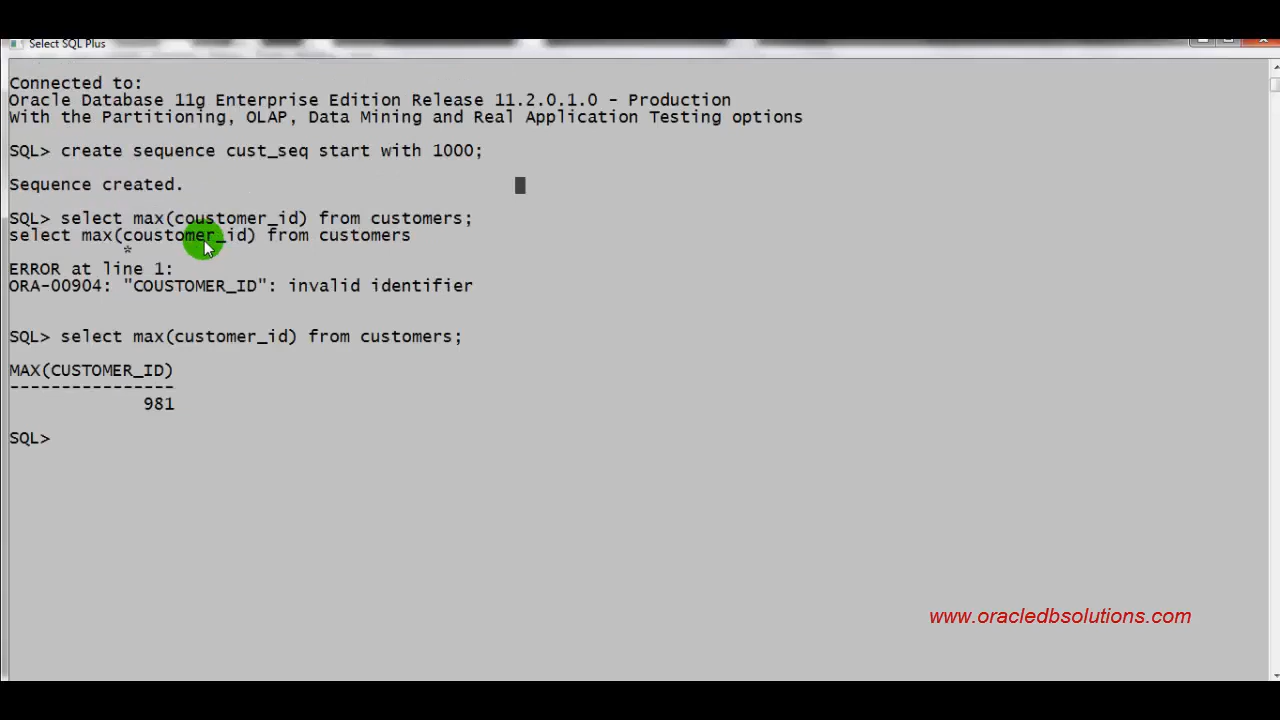 Select SQL Plus
Connected to:
Oracle Database 11g Enterprise Edition Release 11.2.0.1.0 - Production
With the Partitioning, OLAP, Data Mining and Real Application Testing options
SQL> create sequence cust_seq start with 1000;
Sequence created.
SQL> select max(coustomer_id) from customers;
select max(coustomer_id) from customers
*
ERROR at line 1:
ORA-00904: "COUSTOMER_ID": invalid identifier
SQL> select max(customer_id) from customers;
MAX(CUSTOMER_ID)
----------------
981
SQL>
www.oracledbsolutions.com